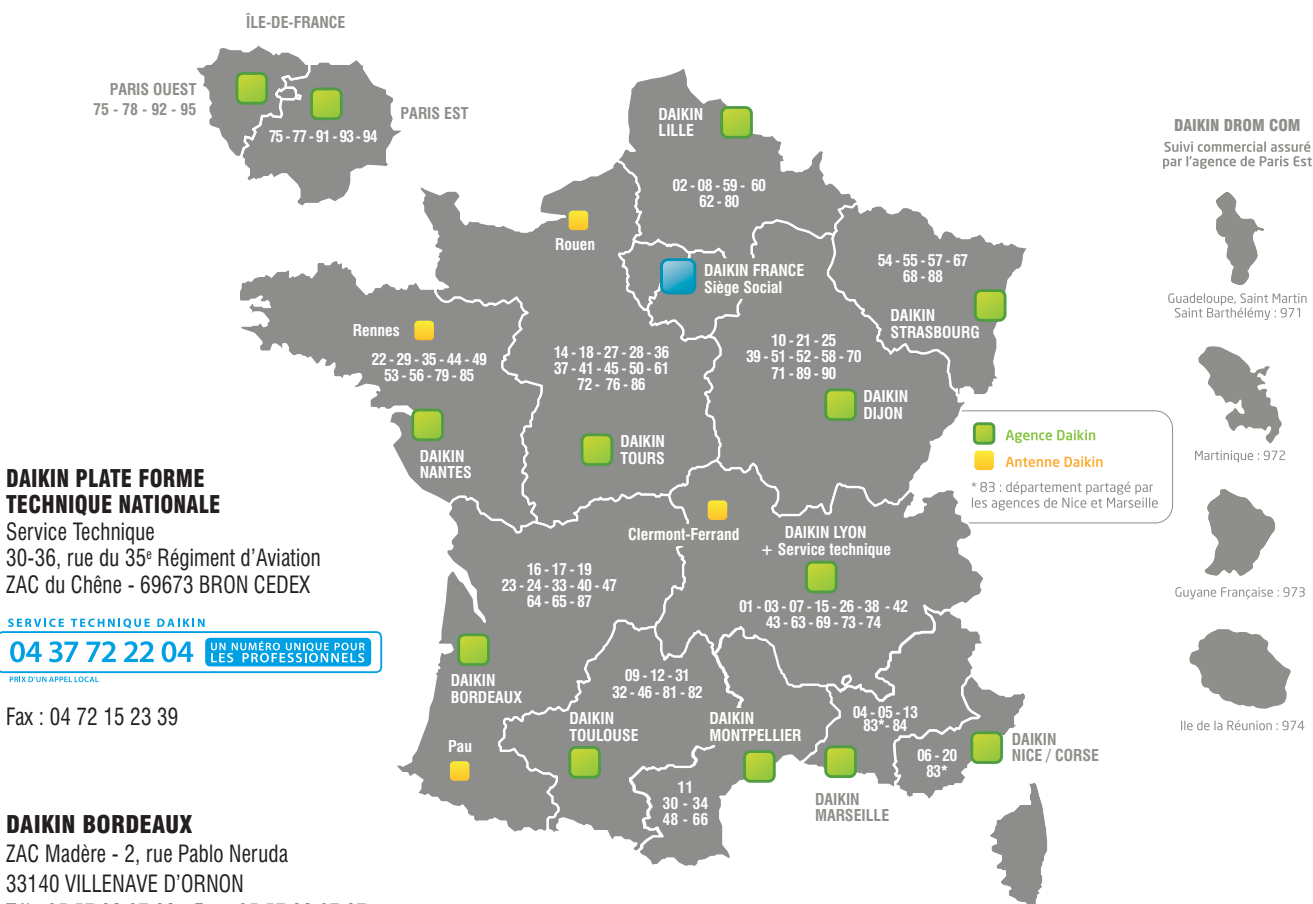 ÎLE-DE-FRANCE
PARIS OUEST
75 - 78 - 92 - 95
PARIS EST
75 - 77 - 91 - 93 - 94
DAIKIN
LILLE
02 - 08 - 59 - 60
62 - 80
Rouen
DAIKIN FRANCE
Siège Social
54 - 55 - 57 - 67
68 - 88
DAIKIN
STRASBOURG
Rennes
22 - 29 - 35 - 44 - 49
53 - 56 - 79 - 85
DAIKIN
NANTES
14 - 18 - 27 - 28 - 36
37 - 41 - 45 - 50 - 61
72 - 76 - 86
DAIKIN
TOURS
10 - 21 - 25
39 - 51 - 52 - 58 - 70
71 - 89 - 90
DAIKIN
DIJON
Agence Daikin
Antenne Daikin
* 83 : département partagé par
les agences de Nice et Marseille
Clermont-Ferrand
DAIKIN LYON
+ Service technique
01 - 03 - 07 - 15 - 26 - 38 - 42
43 - 63 - 69 - 73 - 74
16 - 17 - 19
23 - 24 - 33 - 40 - 47
64 - 65 - 87
DAIKIN
BORDEAUX
Pau
09 - 12 - 31
32 - 46 - 81 - 82
DAIKIN
TOULOUSE
DAIKIN
MONTPELLIER
11
30 - 34
48 - 66
04 - 05 - 13
83*- 84
DAIKIN
MARSEILLE
06 - 20
83*
DAIKIN
NICE / CORSE
DAIKIN DROM COM
Suivi commercial assuré
par l'agence de Paris Est
Guadeloupe, Saint Martin
Saint Barthélémy : 971
Martinique : 972
Guyane Française : 973
Ile de la Réunion : 974
DAIKIN PLATE FORME
TECHNIQUE NATIONALE
Service Technique
30-36, rue du 35e Régiment d'Aviation
ZAC du Chêne - 69673 BRON CEDEX
SERVICE TECHNIQUE DAIKIN
04 37 72 22 04
UN NUMÉRO UNIQUE POUR
LES PROFESSIONNELS
PRIX D'UN APPEL LOCAL
Fax : 04 72 15 23 39
DAIKIN BORDEAUX
ZAC Madère - 2, rue Pablo Neruda
33140 VILLENAVE D'ORNON